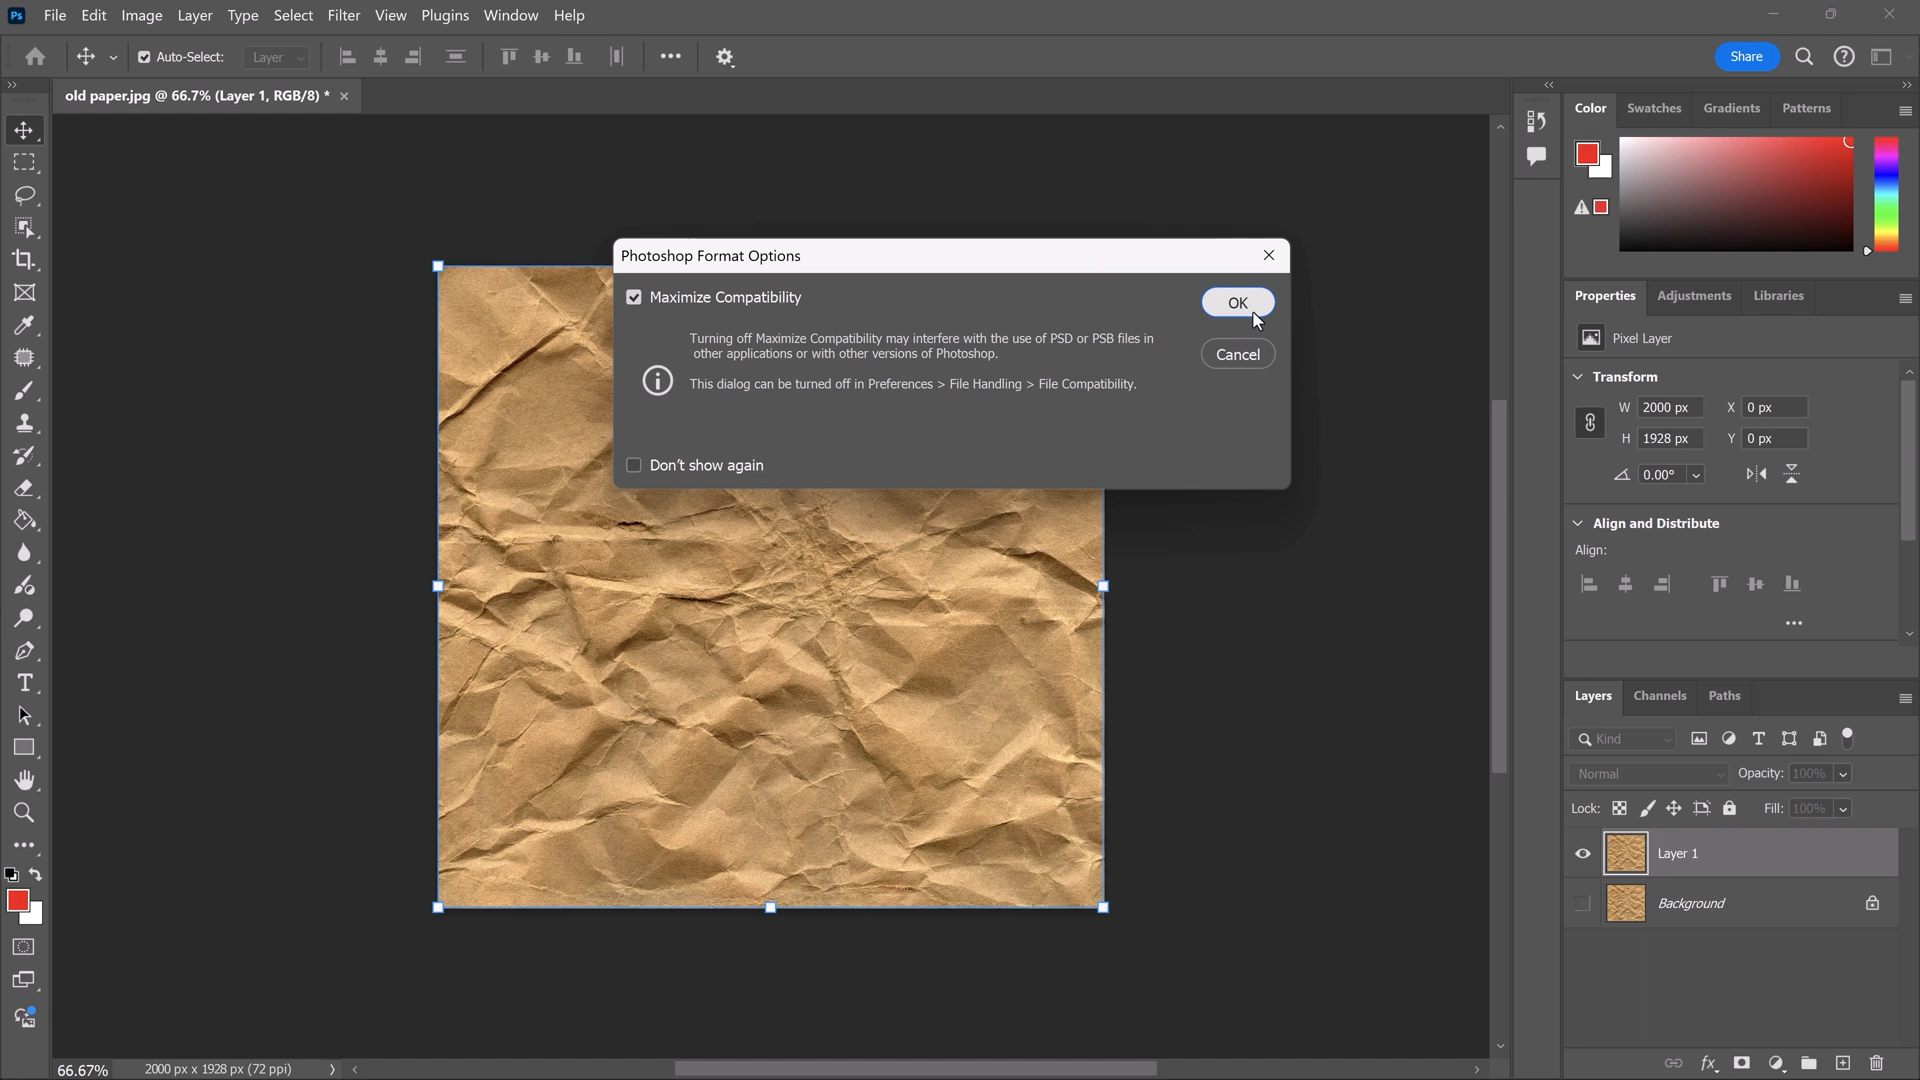 Ps File Edit Image Layer Type Select Filter View Plugins Window Help
Auto-Select: Layer Share
old paper.jpg @ 66.7% (Layer 1, RGB/8) *
Color Swatches Gradients Patterns
Photoshop Format Options
Maximize Compatibility
OK
Turning off Maximize Compatibility may interfere with the use of PSD or PSB files in
other applications or with other versions of Photoshop.
Cancel
This dialog can be turned off in Preferences > File Handling > File Compatibility.
Don't show again
Properties Adjustments Libraries
Pixel Layer
Transform
W 2000 px X 0 px
H 1928 px Y 0 px
0.00°
Align and Distribute
Align:
Layers Channels Paths
Kind
Normal Opacity: 100%
Lock: Fill: 100%
Layer 1
Background
66.67% 2000 px x 1928 px (72 ppi)